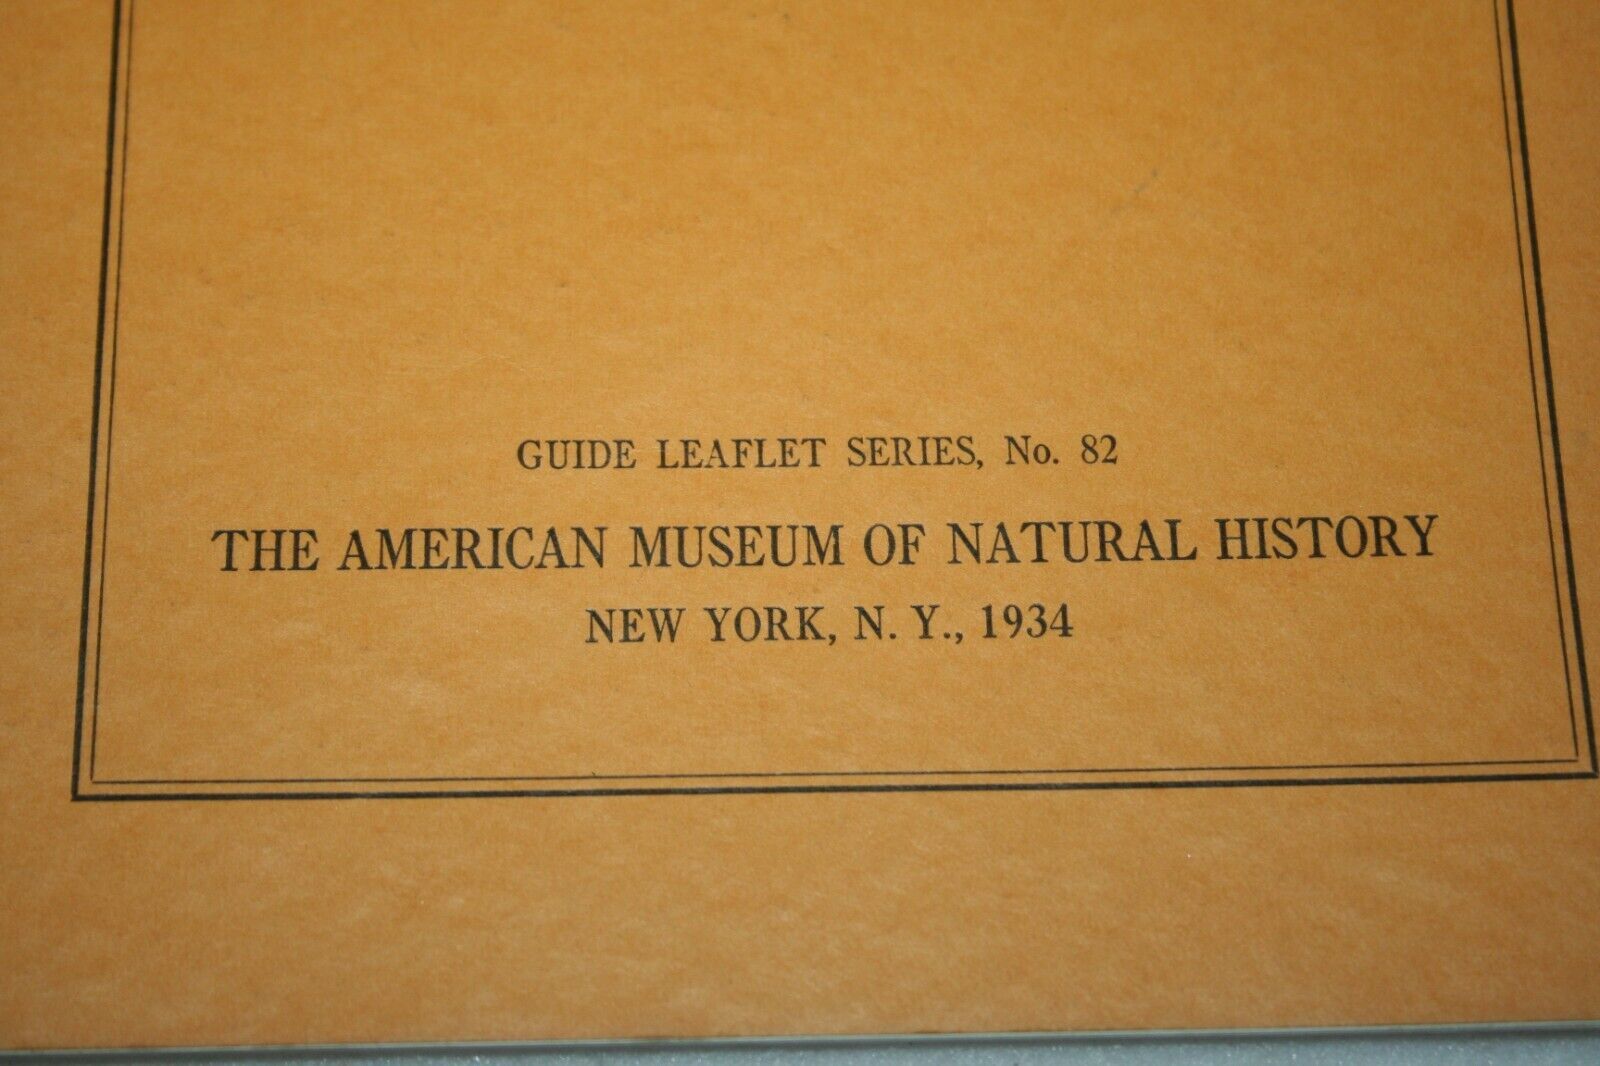 GUIDE LEAFLET SERIES, No. 82
THE AMERICAN MUSEUM OF NATURAL HISTORY
NEW YORK, N. Y., 1934